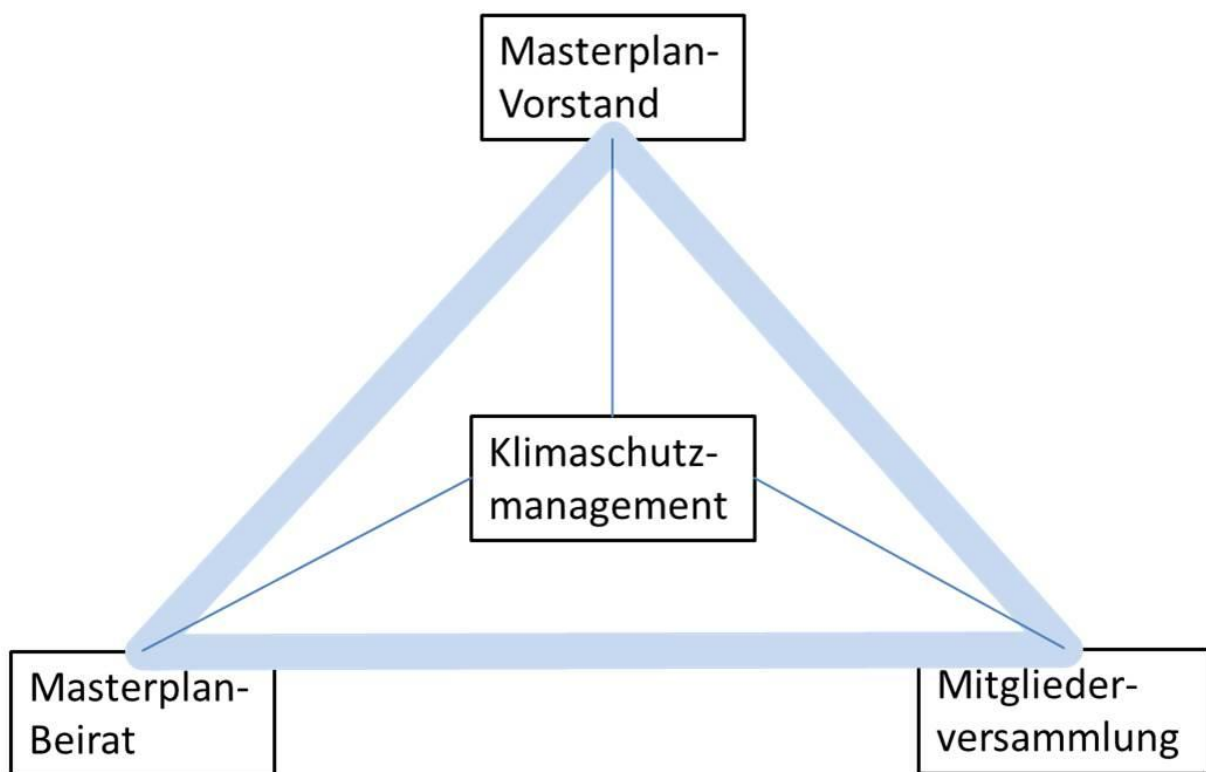 Masterplan-
Vorstand
Klimaschutz-
management
Masterplan-
Beirat
Mitglieder-
versammlung